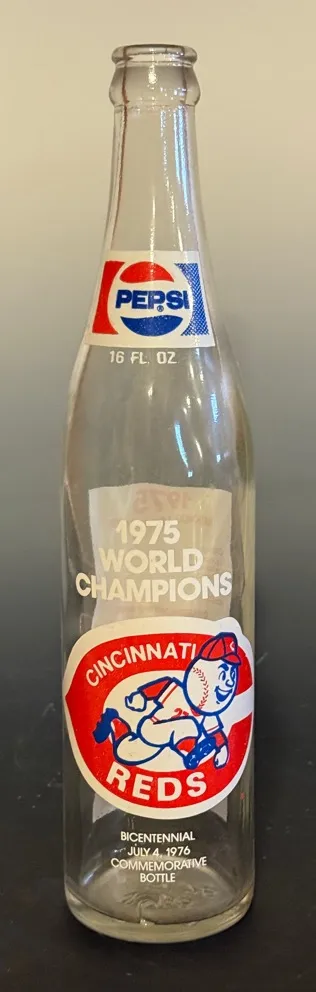 PEPSI
16 FL. OZ.
1975
WORLD
CHAMPIONS
CINCINNATI
REDS
BICENTENNIAL
JULY 4, 1976
COMMEMORATIVE
BOTTLE